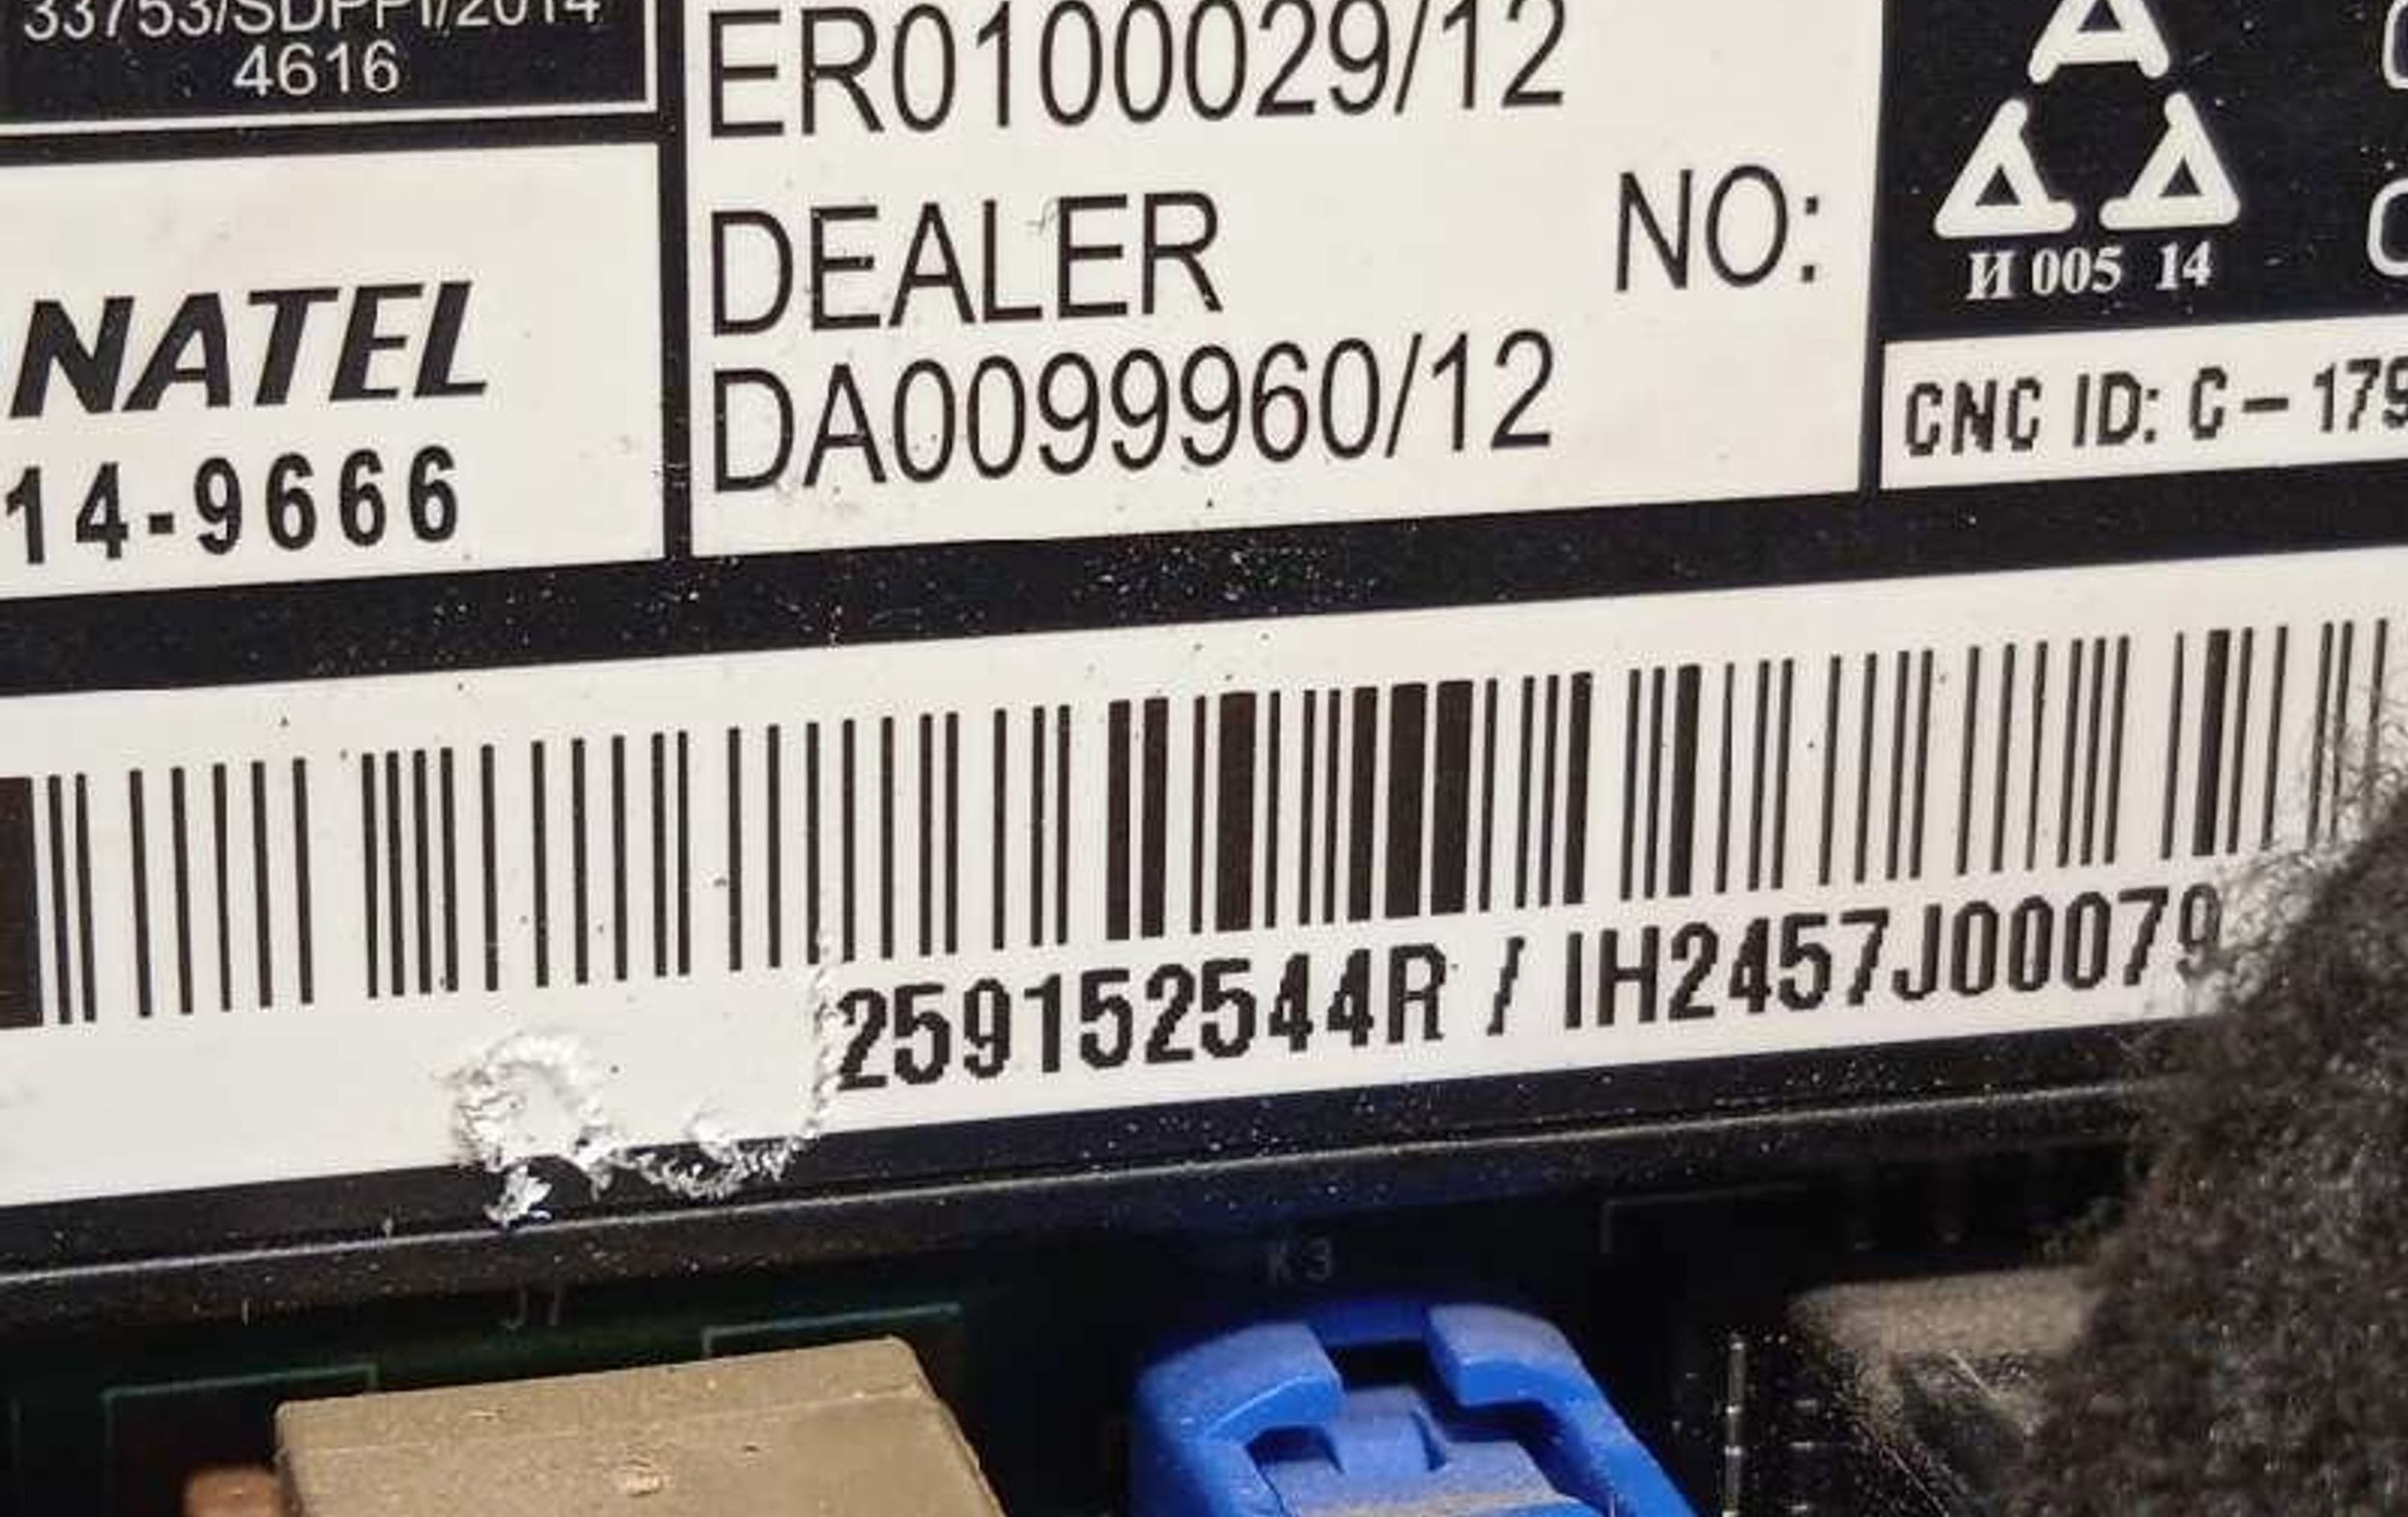 33753/SDPPI/2014
4616
ER0100029/12
DEALER NO:
DA0099960/12
NATEL
14-9666
И 005 14
CNC ID: C-179
259152544R / IH2457J00079
K3